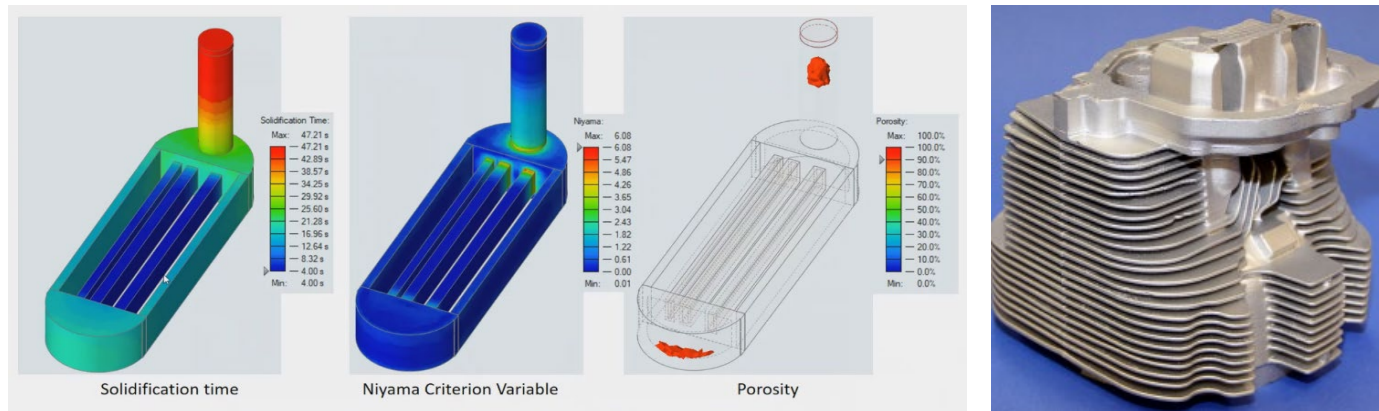 Solidification Time:
Max: 47.21 s
47.21 s
42.89 s
38.57 s
34.25 s
29.92 s
25.60 s
21.28 s
16.96 s
12.64 s
8.32 s
4.00 s
Min: 4.00 s
Niyama:
Max: 6.08
6.08
5.47
4.86
4.26
3.65
3.04
2.43
1.82
1.22
0.61
0.00
Min: 0.01
Porosity:
Max: 100.0%
100.0%
90.0%
80.0%
70.0%
60.0%
50.0%
40.0%
30.0%
20.0%
10.0%
0.0%
Min: 0.0%
Solidification time
Niyama Criterion Variable
Porosity